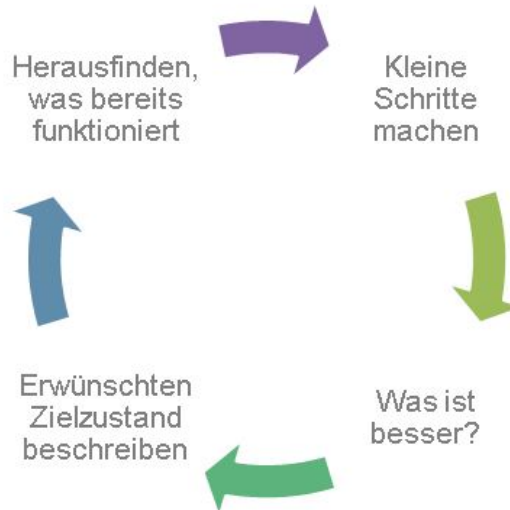 Herausfinden,
was bereits
funktioniert
Kleine
Schritte
machen
Erwünschten
Zielzustand
beschreiben
Was ist
besser?